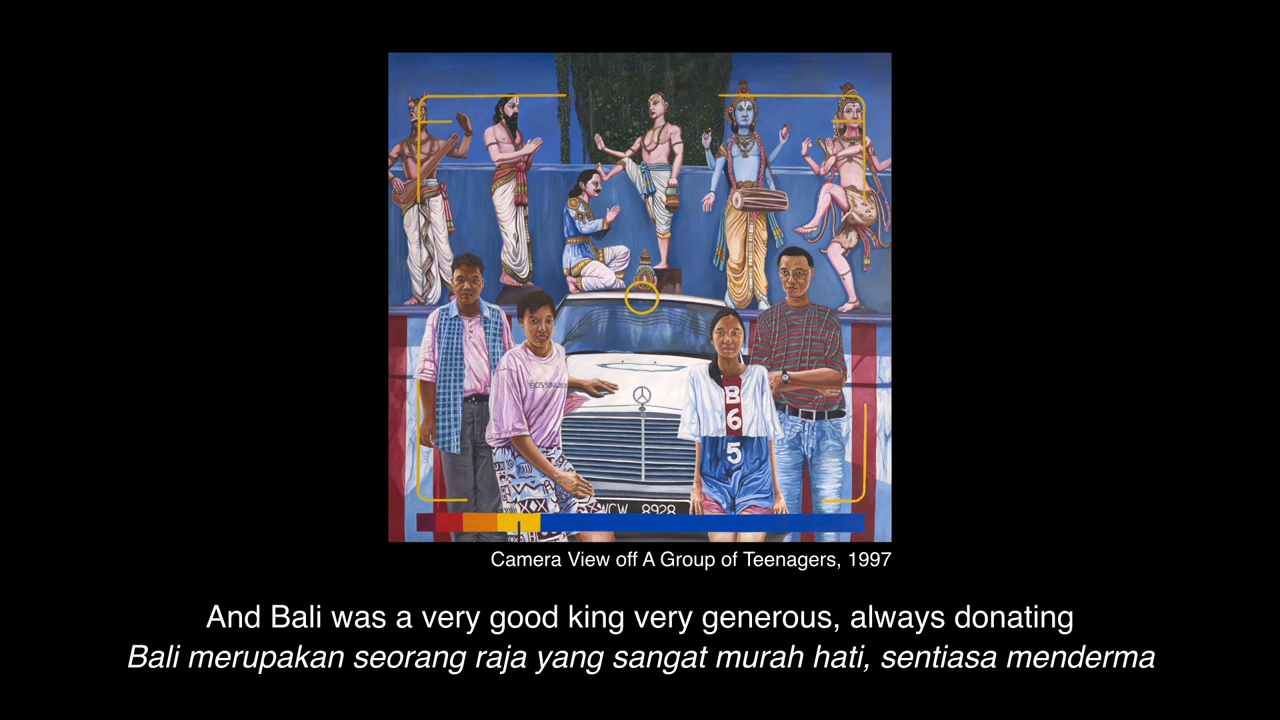 BOSSINI
B
6
5
WCW 8928
Camera View off A Group of Teenagers, 1997
And Bali was a very good king very generous, always donating
Bali merupakan seorang raja yang sangat murah hati, sentiasa menderma